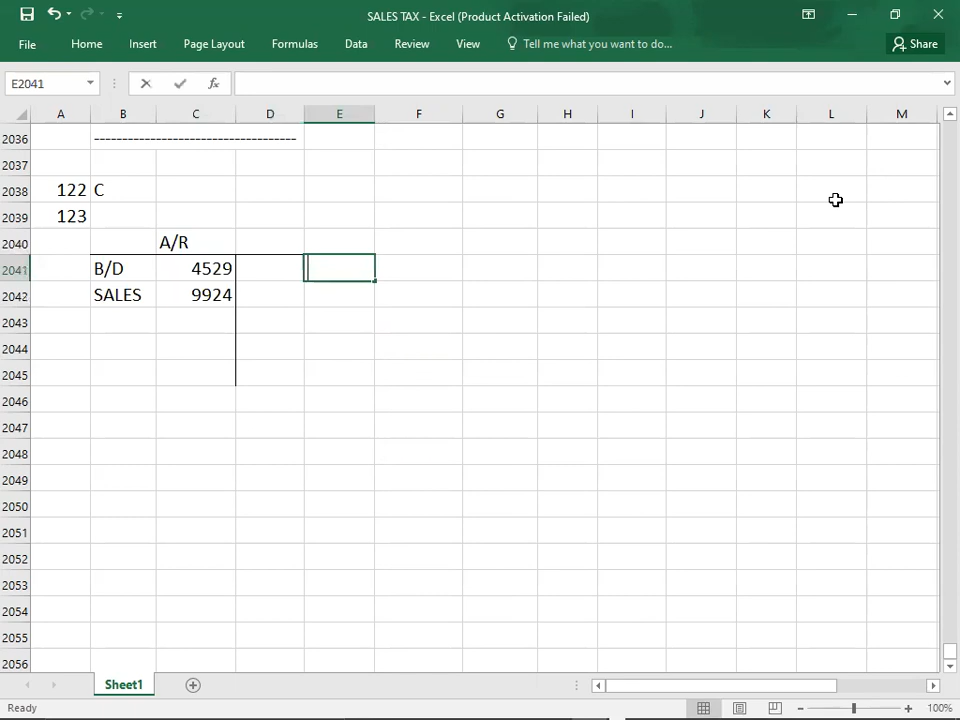 SALES TAX - Excel (Product Activation Failed)
File Home Insert Page Layout Formulas Data Review View Tell me what you want to do... Share
E2041 fx
A B C D E F G H I J K L M
2036 -------------------------------------
2037
2038 122 C
2039 123
2040 A/R
2041 B/D 4529
2042 SALES 9924
2043
2044
2045
2046
2047
2048
2049
2050
2051
2052
2053
2054
2055
2056
Sheet1
Ready 100%